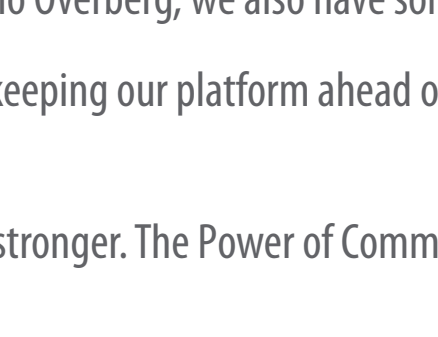 Overberg, we also have
keeping our platform ahead
stronger. The Power of